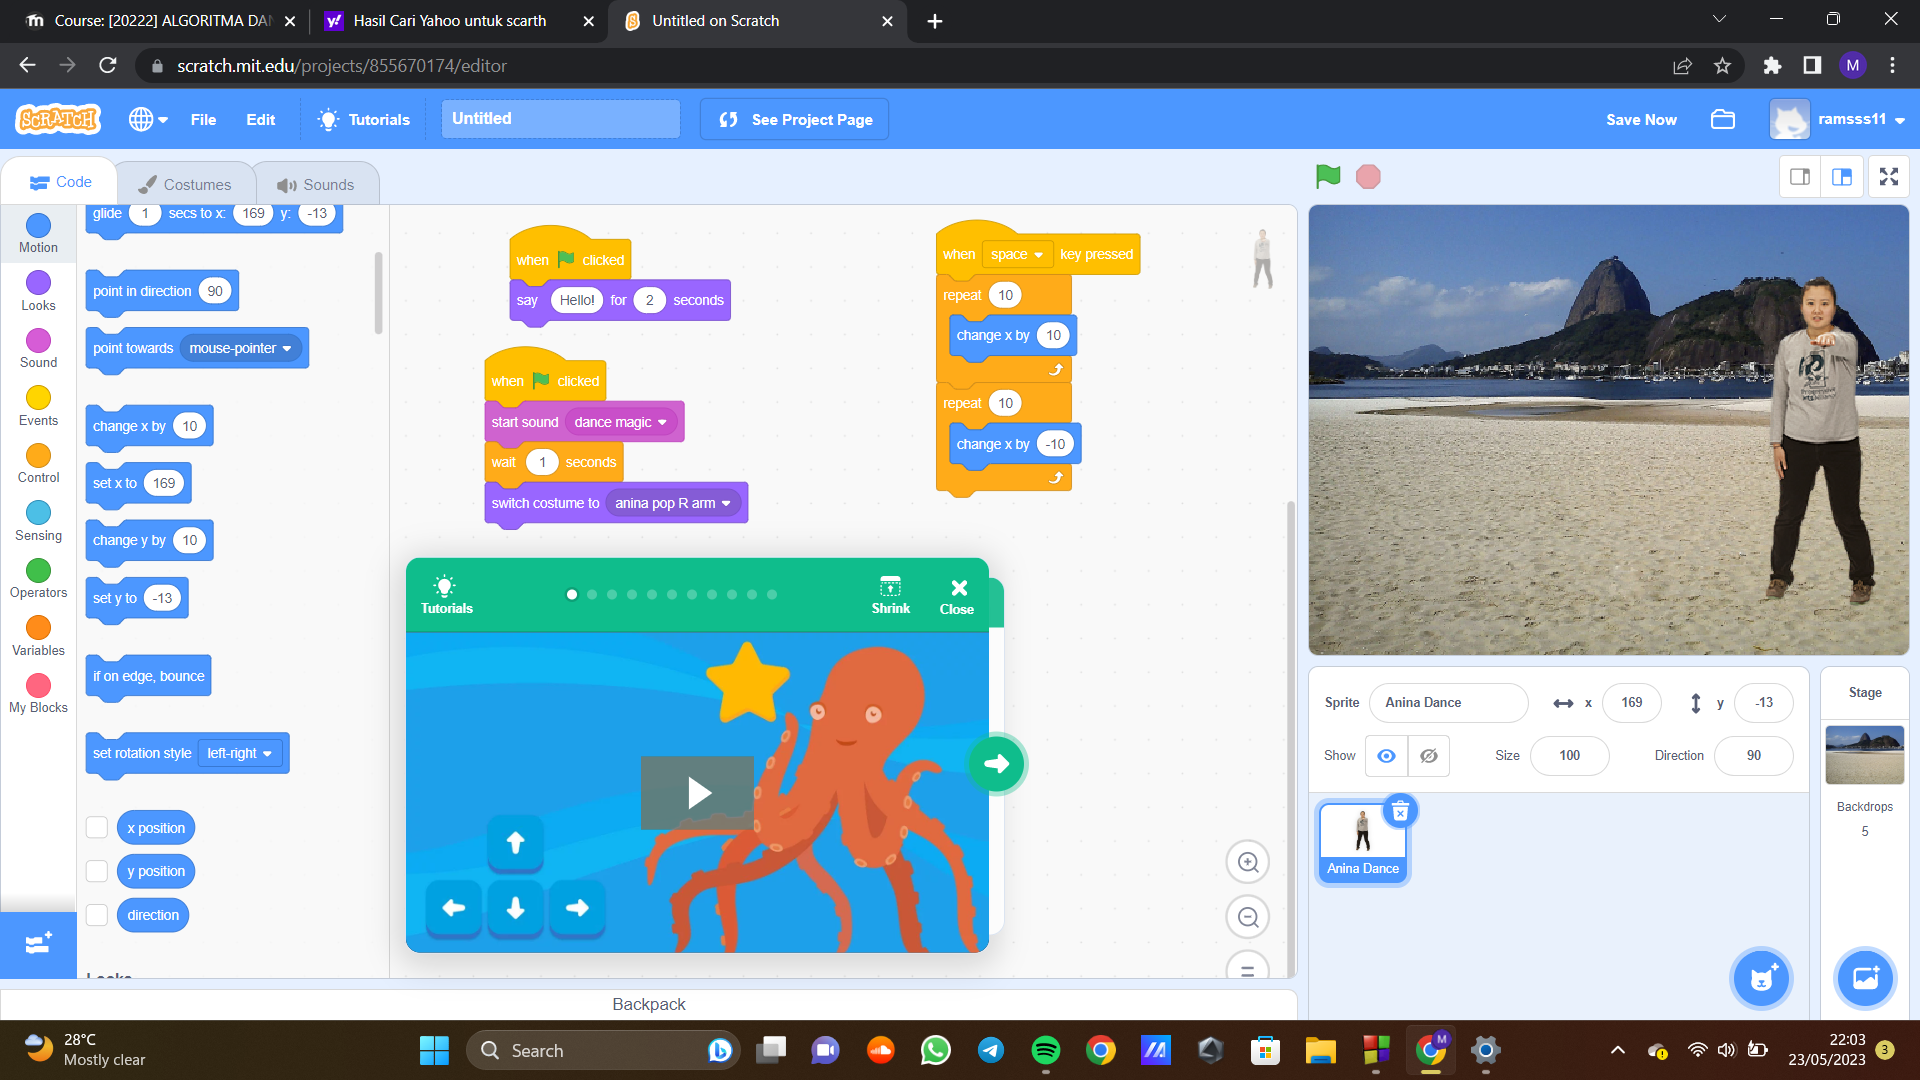 Course: [20222] ALGORITMA DAN
Hasil Cari Yahoo untuk scarth
Untitled on Scratch
scratch.mit.edu/projects/855670174/editor
M
SCRATCH
File
Edit
Tutorials
Untitled
See Project Page
Save Now
ramsss11
Code
Costumes
Sounds
Motion
Looks
Sound
Events
Control
Sensing
Operators
Variables
My Blocks
glide 1 secs to x: 169 y: -13
point in direction 90
point towards mouse-pointer
change x by 10
set x to 169
change y by 10
set y to -13
if on edge, bounce
set rotation style left-right
x position
y position
direction
Looks
when clicked
say Hello! for 2 seconds
when clicked
start sound dance magic
wait 1 seconds
switch costume to anina pop R arm
when space key pressed
repeat 10
change x by 10
repeat 10
change x by -10
Tutorials
Shrink
Close
Backpack
Sprite Anina Dance x 169 y -13
Show Size 100 Direction 90
Anina Dance
Stage
Backdrops
5
28°C
Mostly clear
Search
M
22:03
23/05/2023
3